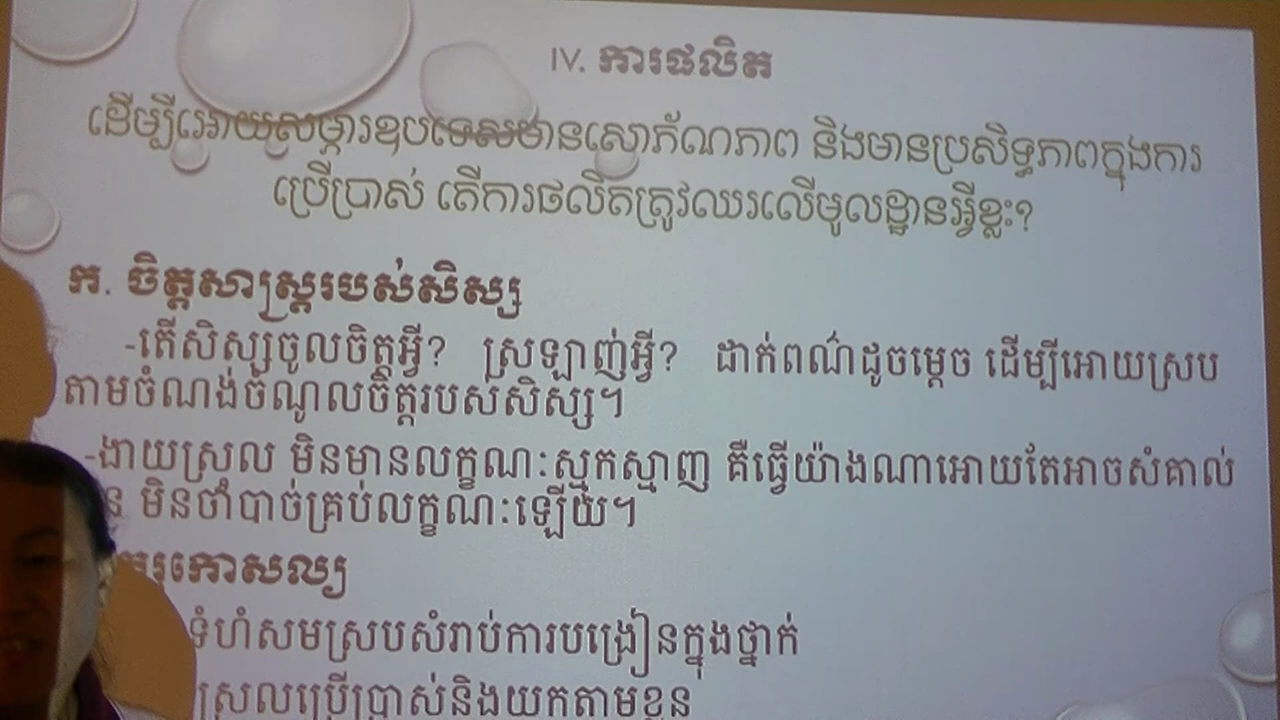 IV. ការផលិត
ដើម្បីអោយសម្ភារឧបទេសមានសោភ័ណភាព និងមានប្រសិទ្ធភាពក្នុងការ
ប្រើប្រាស់ តើការផលិតត្រូវឈរលើមូលដ្ឋានអ្វីខ្លះ?
ក. ចិត្តសាស្ត្ររបស់សិស្ស
-តើសិស្សចូលចិត្តអ្វី? ស្រឡាញ់អ្វី? ដាក់ពណ៌ដូចម្តេច ដើម្បីអោយស្រប
តាមចំណង់ចំណូលចិត្តរបស់សិស្ស។
-ងាយស្រួល មិនមានលក្ខណៈស្មុកស្មាញ គឺធ្វើយ៉ាងណាអោយតែអាចសំគាល់
មិនចាំបាច់គ្រប់លក្ខណៈឡើយ។
គរុកោសល្យ
ទំហំសមស្របសំរាប់ការបង្រៀនក្នុងថ្នាក់
ស្រួលប្រើប្រាស់និងយកតាមខ្លួន